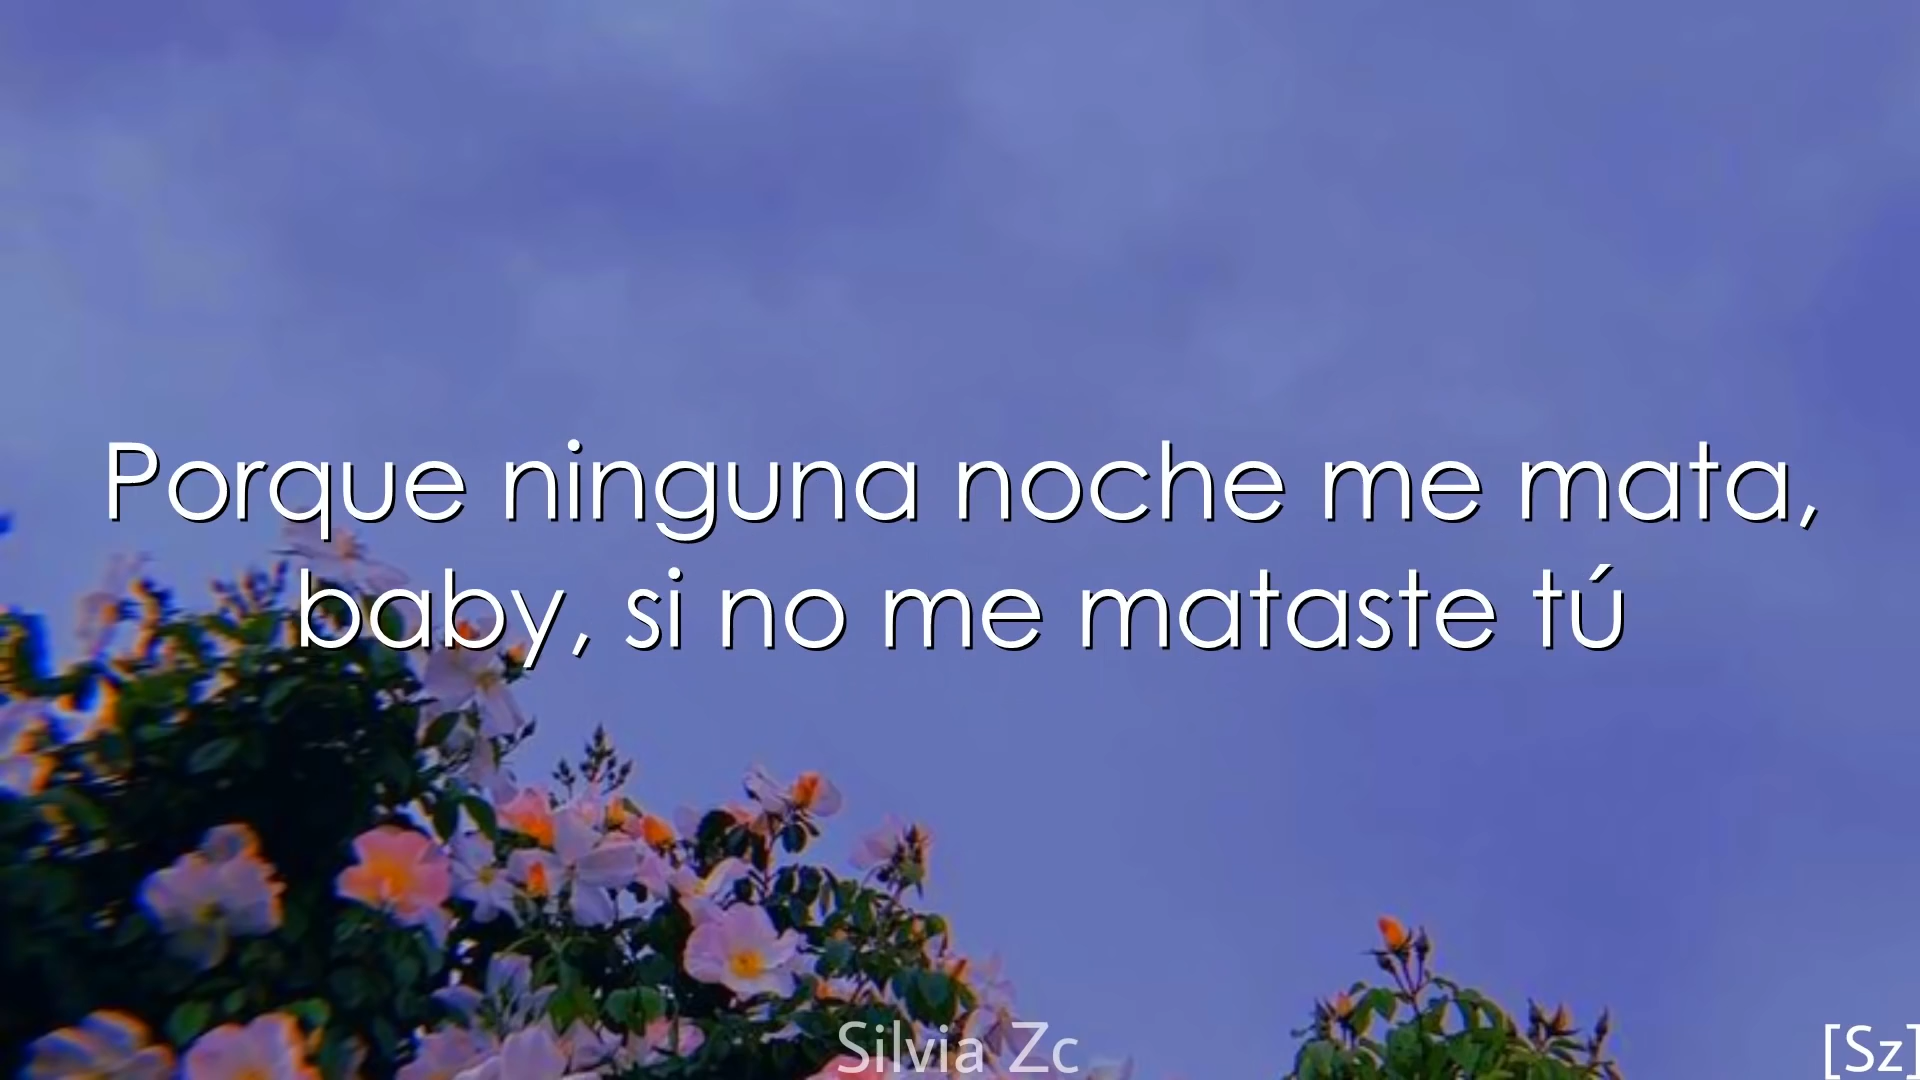 Porque ninguna noche me mata,
baby, si no me mataste tú
Silvia Zc
[Sz]